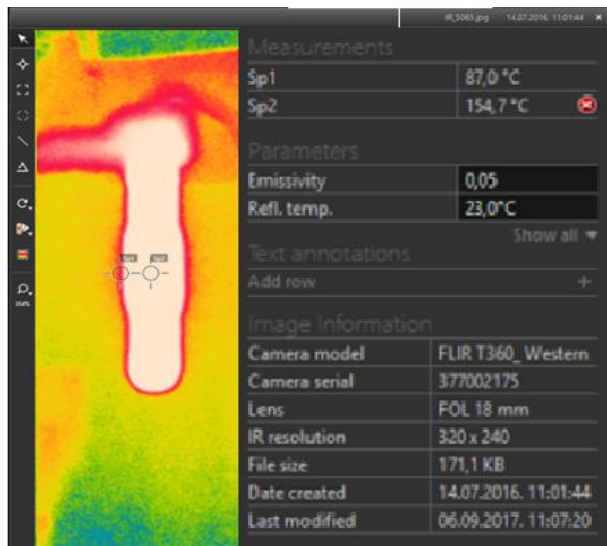 IR_5065.jpg 14.07.2016. 11:01:44
Measurements
Sp1 87,0 °C
Sp2 154,7 °C
Parameters
Emissivity 0,05
Refl. temp. 23,0°C
Show all
Text annotations
Add row +
Image Information
Camera model FLIR T360_ Western
Camera serial 377002175
Lens FOL 18 mm
IR resolution 320 x 240
File size 171,1 KB
Date created 14.07.2016. 11:01:44
Last modified 06.09.2017. 11:07:20
Sp1 Sp2